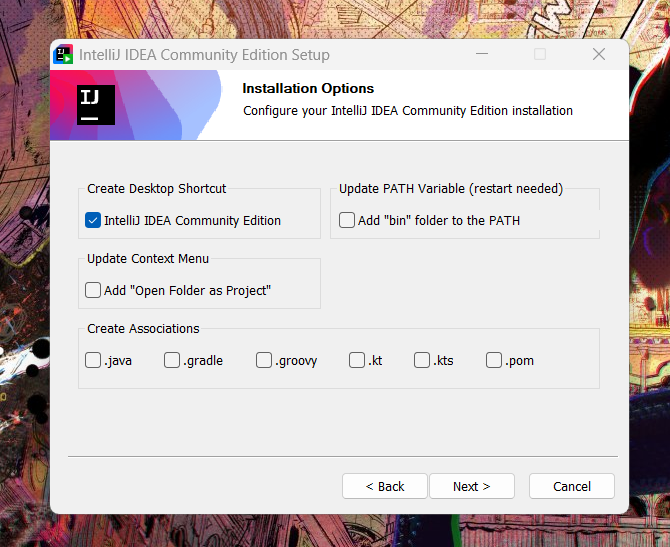 IntelliJ IDEA Community Edition Setup
IJ
Installation Options
Configure your IntelliJ IDEA Community Edition installation
Create Desktop Shortcut
IntelliJ IDEA Community Edition
Update PATH Variable (restart needed)
Add "bin" folder to the PATH
Update Context Menu
Add "Open Folder as Project"
Create Associations
.java .gradle .groovy .kt .kts .pom
< Back Next > Cancel